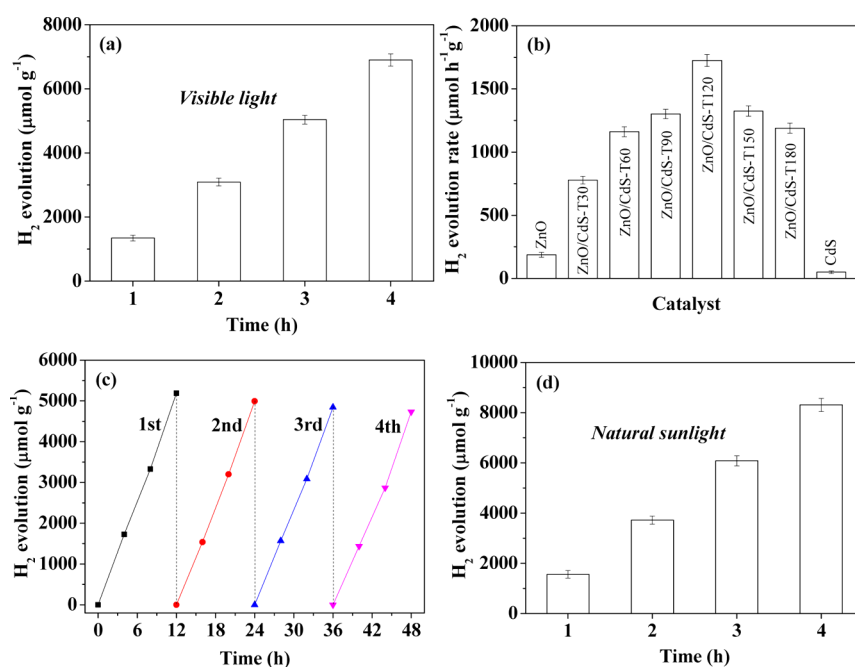 (a)
Visible light
H₂ evolution (μmol g⁻¹)
8000
6000
4000
2000
0
1 2 3 4
Time (h)
(b)
H₂ evolution rate (μmol h⁻¹g⁻¹)
2000
1500
1000
500
0
ZnO
ZnO/CdS-T30
ZnO/CdS-T60
ZnO/CdS-T90
ZnO/CdS-T120
ZnO/CdS-T150
ZnO/CdS-T180
CdS
Catalyst
(c)
H₂ evolution (μmol g⁻¹)
6000
5000
4000
3000
2000
1000
0
1st 2nd 3rd 4th
0 6 12 18 24 30 36 42 48
Time (h)
(d)
Natural sunlight
H₂ evolution (μmol g⁻¹)
10000
8000
6000
4000
2000
0
1 2 3 4
Time (h)